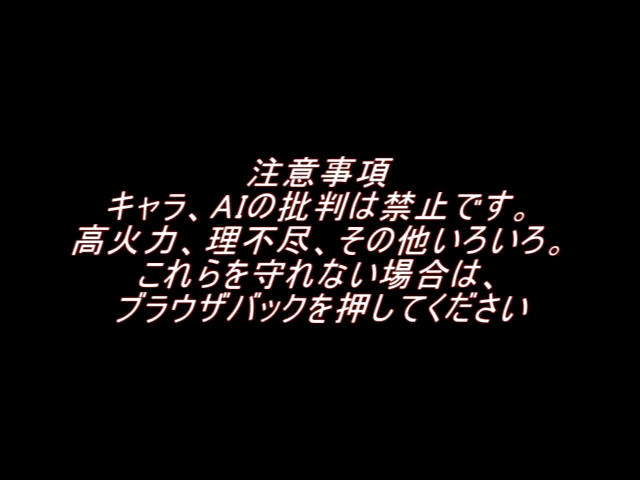 注意事項
キャラ、AIの批判は禁止です。
高火力、理不尽、その他いろいろ。
これらを守れない場合は、
ブラウザバックを押してください